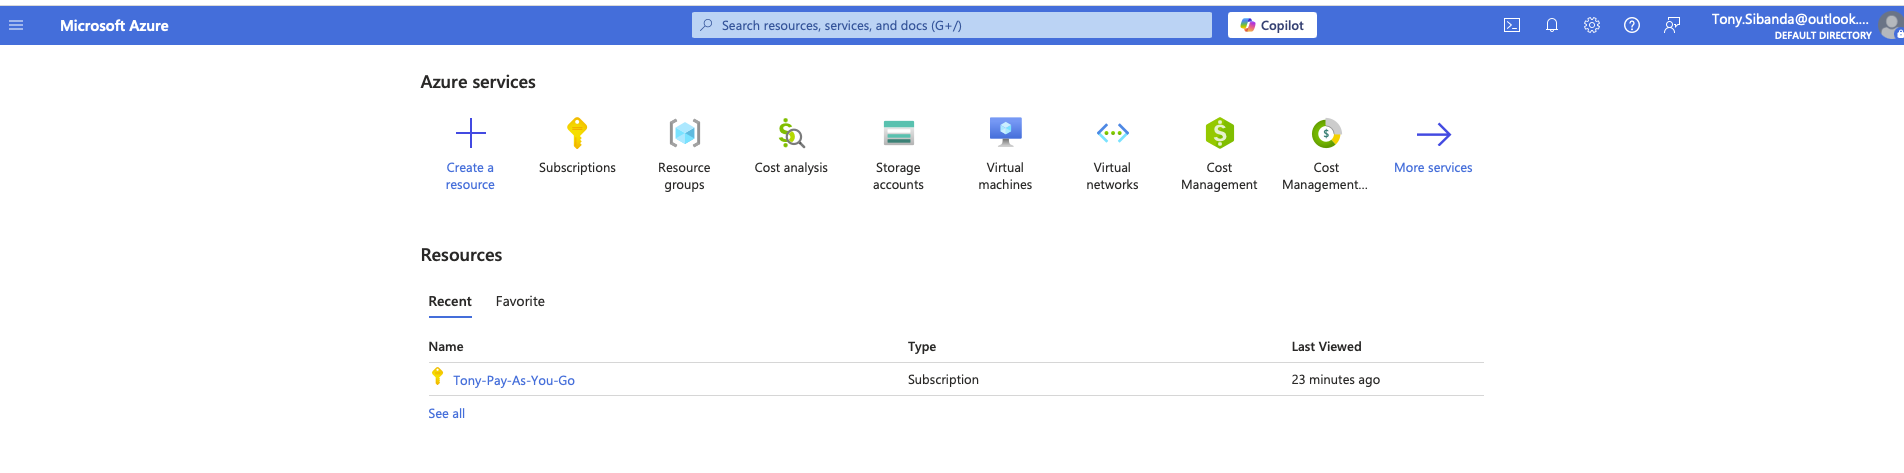 Microsoft Azure
Search resources, services, and docs (G+/)
Copilot
Tony.Sibanda@outlook....
DEFAULT DIRECTORY
Azure services
Create a
resource
Subscriptions
Resource
groups
Cost analysis
Storage
accounts
Virtual
machines
Virtual
networks
Cost
Management
Cost
Management...
More services
Resources
Recent
Favorite
Name
Type
Last Viewed
Tony-Pay-As-You-Go
Subscription
23 minutes ago
See all